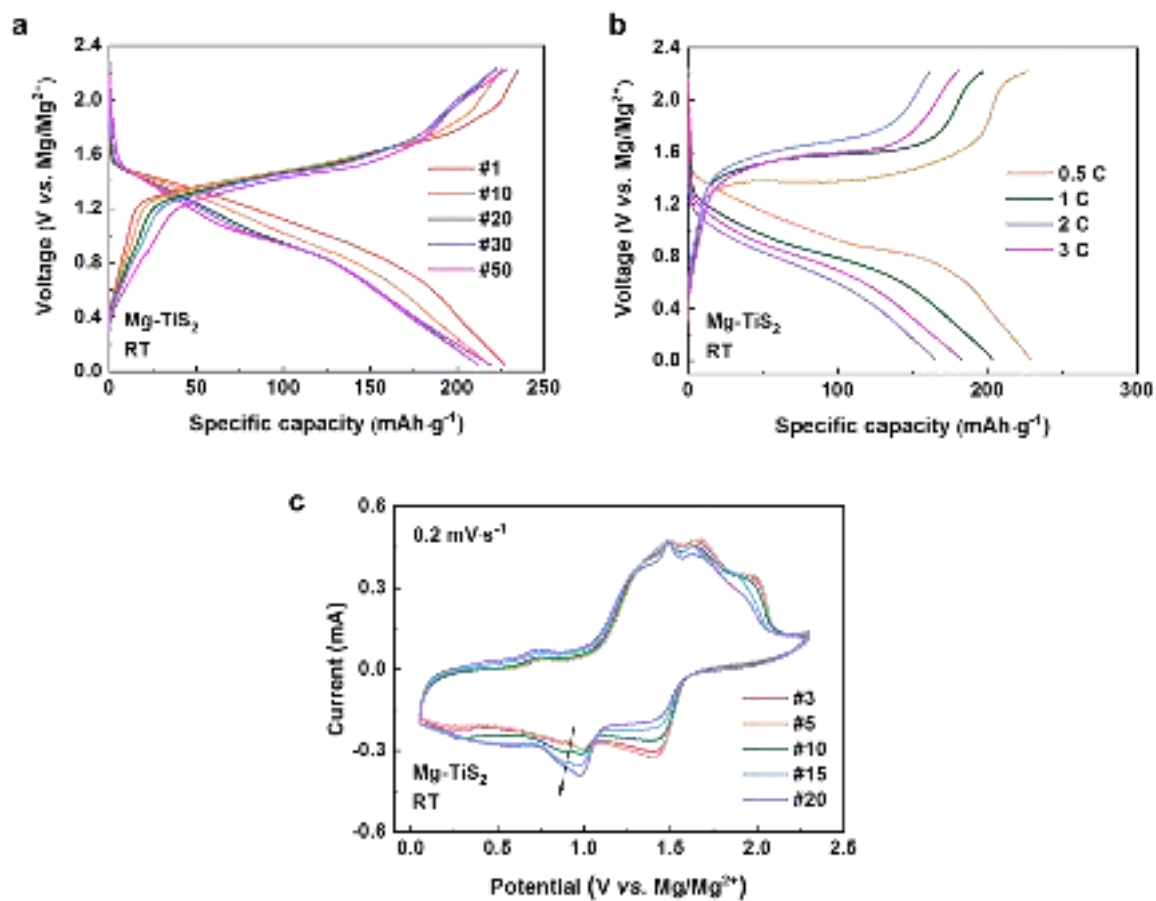 a
2.4
2.0
1.6
1.2
0.8
0.4
0.0
Voltage (V vs. Mg/Mg²⁺)
#1
#10
#20
#30
#50
Mg-TiS₂
RT
0 50 100 150 200 250
Specific capacity (mAh·g⁻¹)
b
2.4
2.0
1.6
1.2
0.8
0.4
0.0
Voltage (V vs. Mg/Mg²⁺)
0.5 C
1 C
2 C
3 C
Mg-TiS₂
RT
0 100 200 300
Specific capacity (mAh·g⁻¹)
c
0.6
0.3
0.0
-0.3
-0.6
Current (mA)
0.2 mV·s⁻¹
#3
#5
#10
#15
#20
Mg-TiS₂
RT
0.0 0.5 1.0 1.5 2.0 2.5
Potential (V vs. Mg/Mg²⁺)